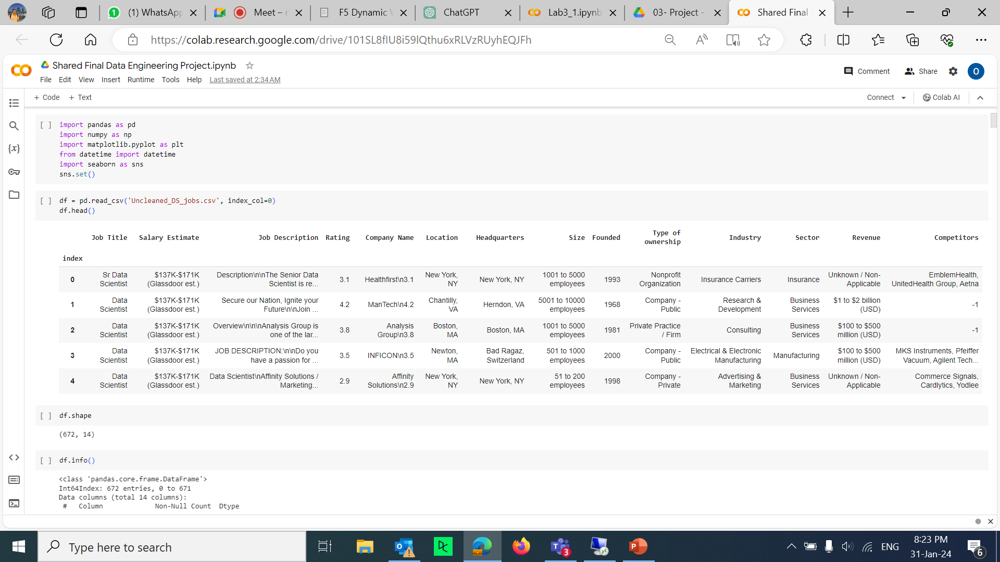 (1) WhatsApp
Meet – r
F5 Dynamic
ChatGPT
Lab3_1.ipynb
03- Project -
Shared Final
https://colab.research.google.com/drive/101SL8fIU8i59lQthu6xRLVzRUyhEQJFh
Shared Final Data Engineering Project.ipynb
File Edit View Insert Runtime Tools Help Last saved at 2:34 AM
Comment
Share
O
+ Code + Text
Connect
Colab AI
[ ] import pandas as pd
import numpy as np
import matplotlib.pyplot as plt
from datetime import datetime
import seaborn as sns
sns.set()
[ ] df = pd.read_csv('Uncleaned_DS_jobs.csv', index_col=0)
df.head()
Job Title Salary Estimate Job Description Rating Company Name Location Headquarters Size Founded Type of ownership Industry Sector Revenue Competitors
index
0 Sr Data Scientist $137K-$171K (Glassdoor est.) Description\n\nThe Senior Data Scientist is re... 3.1 Healthfirst\n3.1 New York, NY New York, NY 1001 to 5000 employees 1993 Nonprofit Organization Insurance Carriers Insurance Unknown / Non-Applicable EmblemHealth, UnitedHealth Group, Aetna
1 Data Scientist $137K-$171K (Glassdoor est.) Secure our Nation, Ignite your Future\n\nJoin ... 4.2 ManTech\n4.2 Chantilly, VA Herndon, VA 5001 to 10000 employees 1968 Company - Public Research & Development Business Services $1 to $2 billion (USD) -1
2 Data Scientist $137K-$171K (Glassdoor est.) Overview\n\n\nAnalysis Group is one of the lar... 3.8 Analysis Group\n3.8 Boston, MA Boston, MA 1001 to 5000 employees 1981 Private Practice / Firm Consulting Business Services $100 to $500 million (USD) -1
3 Data Scientist $137K-$171K (Glassdoor est.) JOB DESCRIPTION:\n\nDo you have a passion for ... 3.5 INFICON\n3.5 Newton, MA Bad Ragaz, Switzerland 501 to 1000 employees 2000 Company - Public Electrical & Electronic Manufacturing Manufacturing $100 to $500 million (USD) MKS Instruments, Pfeiffer Vacuum, Agilent Tech...
4 Data Scientist $137K-$171K (Glassdoor est.) Data Scientist\nAffinity Solutions / Marketing... 2.9 Affinity Solutions\n2.9 New York, NY New York, NY 51 to 200 employees 1998 Company - Private Advertising & Marketing Business Services Unknown / Non-Applicable Commerce Signals, Cardlytics, Yodlee
[ ] df.shape
(672, 14)
[ ] df.info()
<class 'pandas.core.frame.DataFrame'>
Int64Index: 672 entries, 0 to 671
Data columns (total 14 columns):
# Column Non-Null Count Dtype
Type here to search
3
ENG
8:23 PM
31-Jan-24
6